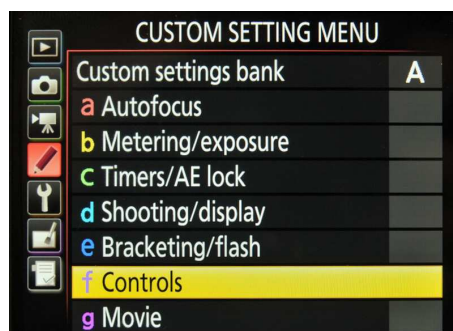 CUSTOM SETTING MENU
Custom settings bank A
a Autofocus
b Metering/exposure
c Timers/AE lock
d Shooting/display
e Bracketing/flash
f Controls
g Movie